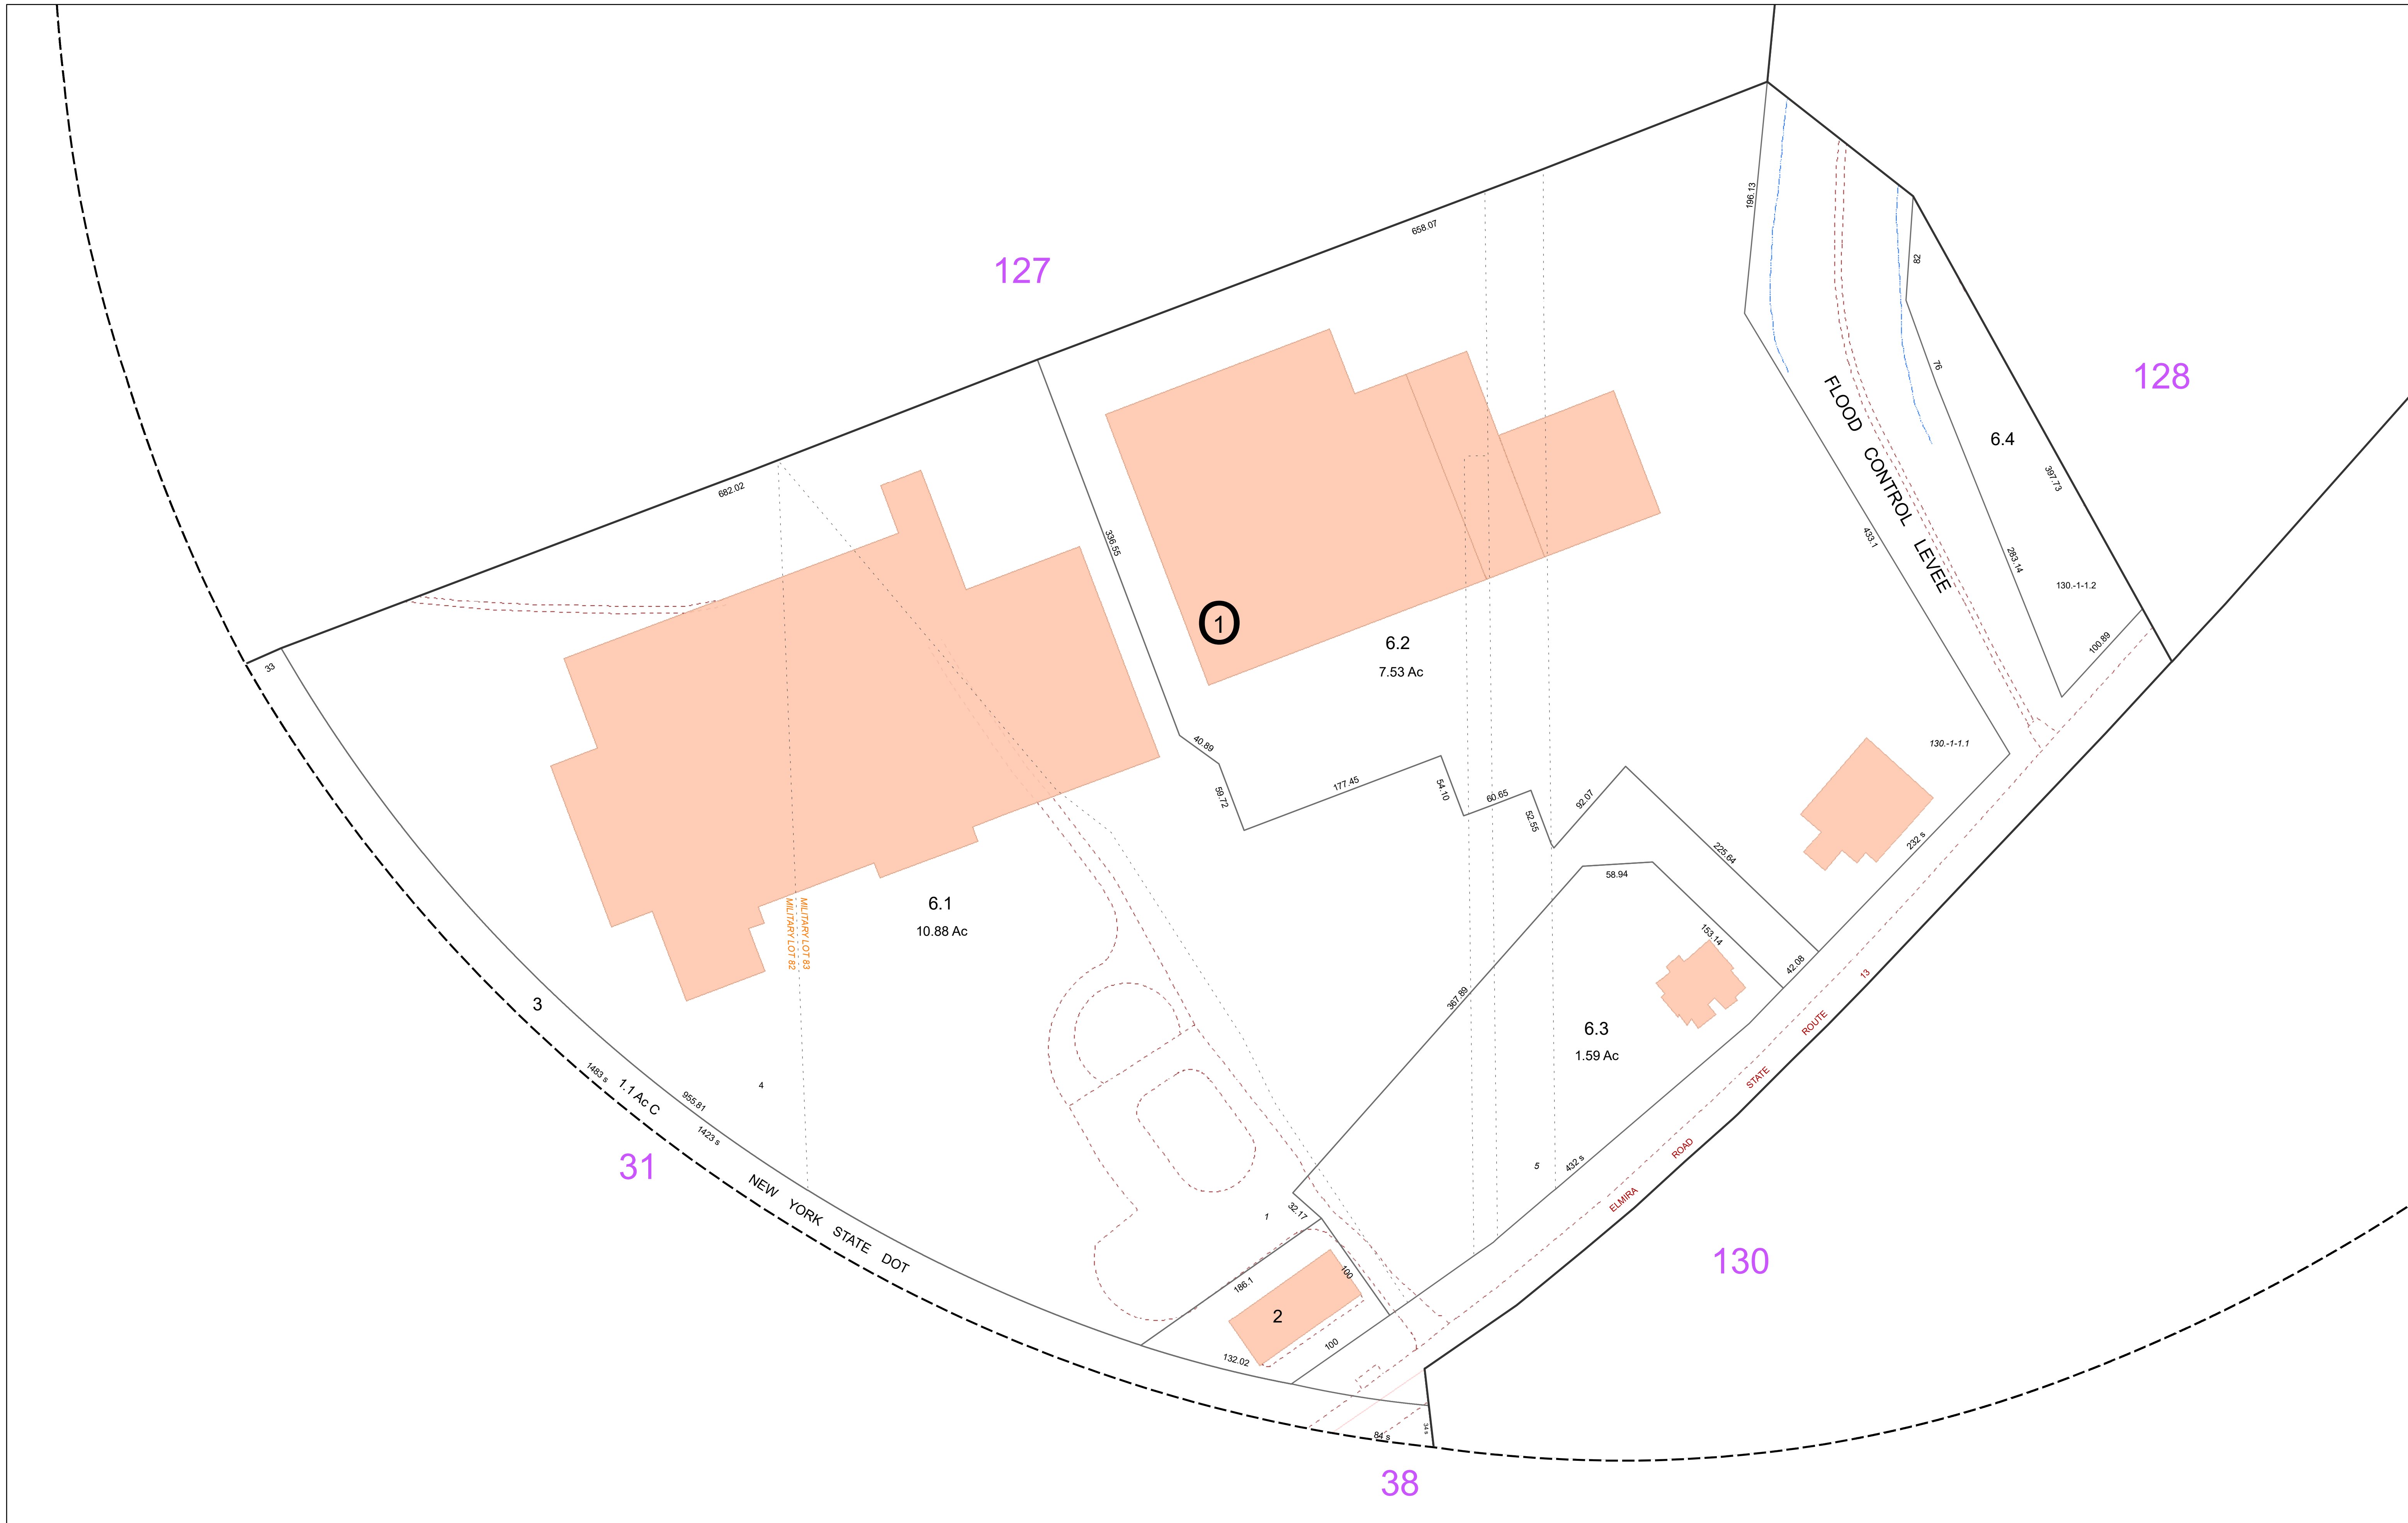 196.13
658.07
127
82
76
128
FLOOD CONTROL LEVEE
6.4
397.73
682.02
336.55
433.1
283.14
130.-1-1.2
1
6.2
7.53 Ac
100.89
33
40.89
130.-1-1.1
59.72
177.45
54.10
60.65
52.55
92.07
232 s
225.64
58.94
6.1
10.88 Ac
MILITARY LOT 83
MILITARY LOT 82
153.14
42.08
13
3
367.89
6.3
1.59 Ac
ROUTE
STATE
1483 s
1.1 Ac C
955.81
4
1423 s
ROAD
31
5
432 s
ELMIRA
NEW YORK STATE DOT
1
32.17
186.1
100
130
2
100
132.02
84 s
34 s
38